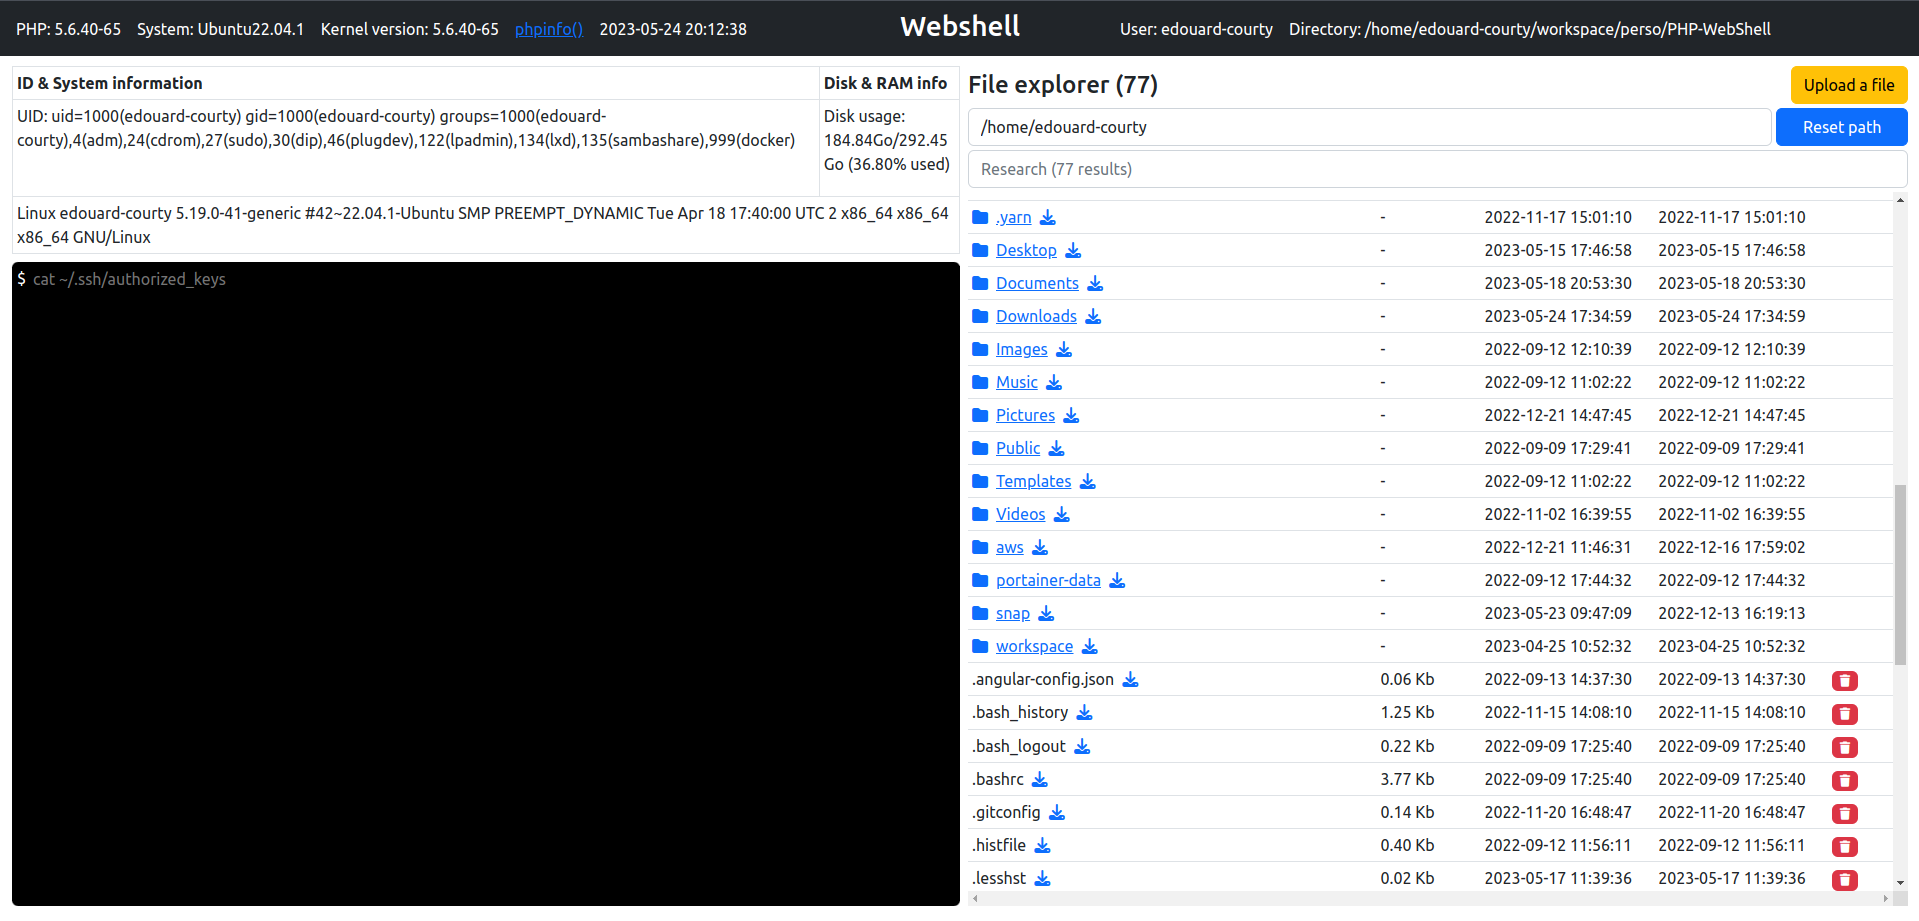 PHP: 5.6.40-65 System: Ubuntu22.04.1 Kernel version: 5.6.40-65 phpinfo() 2023-05-24 20:12:38 Webshell User: edouard-courty Directory: /home/edouard-courty/workspace/perso/PHP-WebShell
ID & System information
Disk & RAM info
UID: uid=1000(edouard-courty) gid=1000(edouard-courty) groups=1000(edouard-
courty),4(adm),24(cdrom),27(sudo),30(dip),46(plugdev),122(lpadmin),134(lxd),135(sambashare),999(docker)
Disk usage:
184.84Go/292.45
Go (36.80% used)
Linux edouard-courty 5.19.0-41-generic #42~22.04.1-Ubuntu SMP PREEMPT_DYNAMIC Tue Apr 18 17:40:00 UTC 2 x86_64 x86_64
x86_64 GNU/Linux
$ cat ~/.ssh/authorized_keys
File explorer (77)
Upload a file
/home/edouard-courty
Reset path
Research (77 results)
.yarn - 2022-11-17 15:01:10 2022-11-17 15:01:10
Desktop - 2023-05-15 17:46:58 2023-05-15 17:46:58
Documents - 2023-05-18 20:53:30 2023-05-18 20:53:30
Downloads - 2023-05-24 17:34:59 2023-05-24 17:34:59
Images - 2022-09-12 12:10:39 2022-09-12 12:10:39
Music - 2022-09-12 11:02:22 2022-09-12 11:02:22
Pictures - 2022-12-21 14:47:45 2022-12-21 14:47:45
Public - 2022-09-09 17:29:41 2022-09-09 17:29:41
Templates - 2022-09-12 11:02:22 2022-09-12 11:02:22
Videos - 2022-11-02 16:39:55 2022-11-02 16:39:55
aws - 2022-12-21 11:46:31 2022-12-16 17:59:02
portainer-data - 2022-09-12 17:44:32 2022-09-12 17:44:32
snap - 2023-05-23 09:47:09 2022-12-13 16:19:13
workspace - 2023-04-25 10:52:32 2023-04-25 10:52:32
.angular-config.json 0.06 Kb 2022-09-13 14:37:30 2022-09-13 14:37:30
.bash_history 1.25 Kb 2022-11-15 14:08:10 2022-11-15 14:08:10
.bash_logout 0.22 Kb 2022-09-09 17:25:40 2022-09-09 17:25:40
.bashrc 3.77 Kb 2022-09-09 17:25:40 2022-09-09 17:25:40
.gitconfig 0.14 Kb 2022-11-20 16:48:47 2022-11-20 16:48:47
.histfile 0.40 Kb 2022-09-12 11:56:11 2022-09-12 11:56:11
.lesshst 0.02 Kb 2023-05-17 11:39:36 2023-05-17 11:39:36